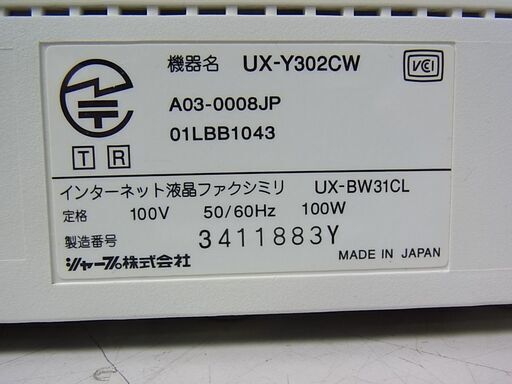 機器名 UX-Y302CW
VCCI
A03-0008JP
01LBB1043
T R
インターネット液晶ファクシミリ UX-BW31CL
定格 100V 50/60Hz 100W
製造番号 3411883Y
シャープ株式会社 MADE IN JAPAN